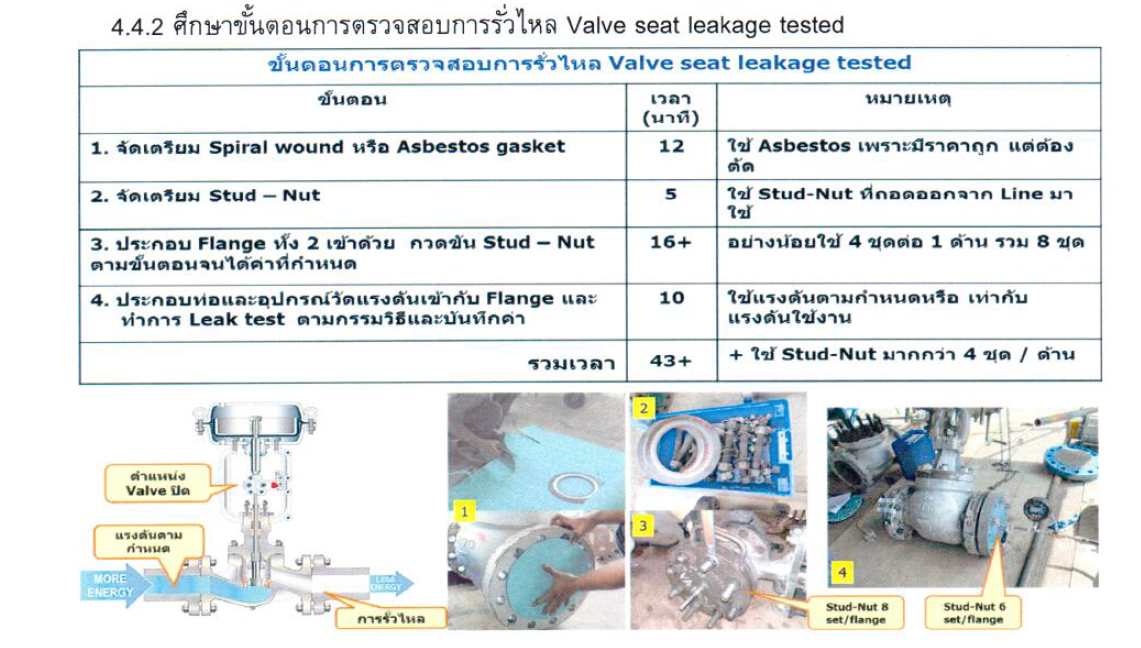 4.4.2 ศึกษาขั้นตอนการตรวจสอบการรั่วไหล Valve seat leakage tested
ขั้นตอนการตรวจสอบการรั่วไหล Valve seat leakage tested
ขั้นตอน
เวลา
(นาที)
หมายเหตุ
1. จัดเตรียม Spiral wound หรือ Asbestos gasket
12
ใช้ Asbestos เพราะมีราคาถูก แต่ต้อง
ตัด
2. จัดเตรียม Stud – Nut
5
ใช้ Stud-Nut ที่ถอดออกจาก Line มา
ใช้
3. ประกอบ Flange ทั้ง 2 เข้าด้วย กวดขัน Stud – Nut
ตามขั้นตอนจนได้ค่าที่กำหนด
16+
อย่างน้อยใช้ 4 ชุดต่อ 1 ด้าน รวม 8 ชุด
4. ประกอบท่อและอุปกรณ์วัดแรงดันเข้ากับ Flange และ
ทำการ Leak test ตามกรรมวิธีและบันทึกค่า
10
ใช้แรงดันตามกำหนดหรือ เท่ากับ
แรงดันใช้งาน
รวมเวลา
43+
+ ใช้ Stud-Nut มากกว่า 4 ชุด / ด้าน
ตำแหน่ง
Valve ปิด
แรงดันตาม
กำหนด
MORE
ENERGY
LESS
ENERGY
การรั่วไหล
1
2
3
4
Stud-Nut 8
set/flange
Stud-Nut 6
set/flange